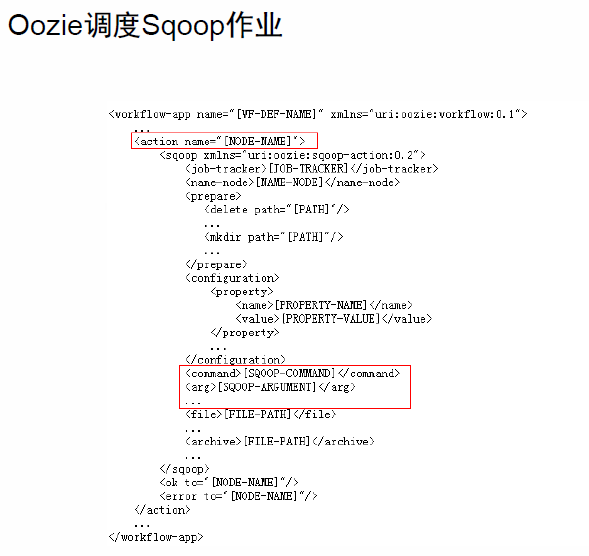 Oozie调度Sqoop作业
<workflow-app name="[WF-DEF-NAME]" xmlns="uri:oozie:workflow:0.1">
...
<action name="[NODE-NAME]">
<sqoop xmlns="uri:oozie:sqoop-action:0.2">
<job-tracker>[JOB-TRACKER]</job-tracker>
<name-node>[NAME-NODE]</name-node>
<prepare>
<delete path="[PATH]"/>
...
<mkdir path="[PATH]"/>
...
</prepare>
<configuration>
<property>
<name>[PROPERTY-NAME]</name>
<value>[PROPERTY-VALUE]</value>
</property>
...
</configuration>
<command>[SQOOP-COMMAND]</command>
<arg>[SQOOP-ARGUMENT]</arg>
...
<file>[FILE-PATH]</file>
...
<archive>[FILE-PATH]</archive>
...
</sqoop>
<ok to="[NODE-NAME]"/>
<error to="[NODE-NAME]"/>
</action>
...
</workflow-app>